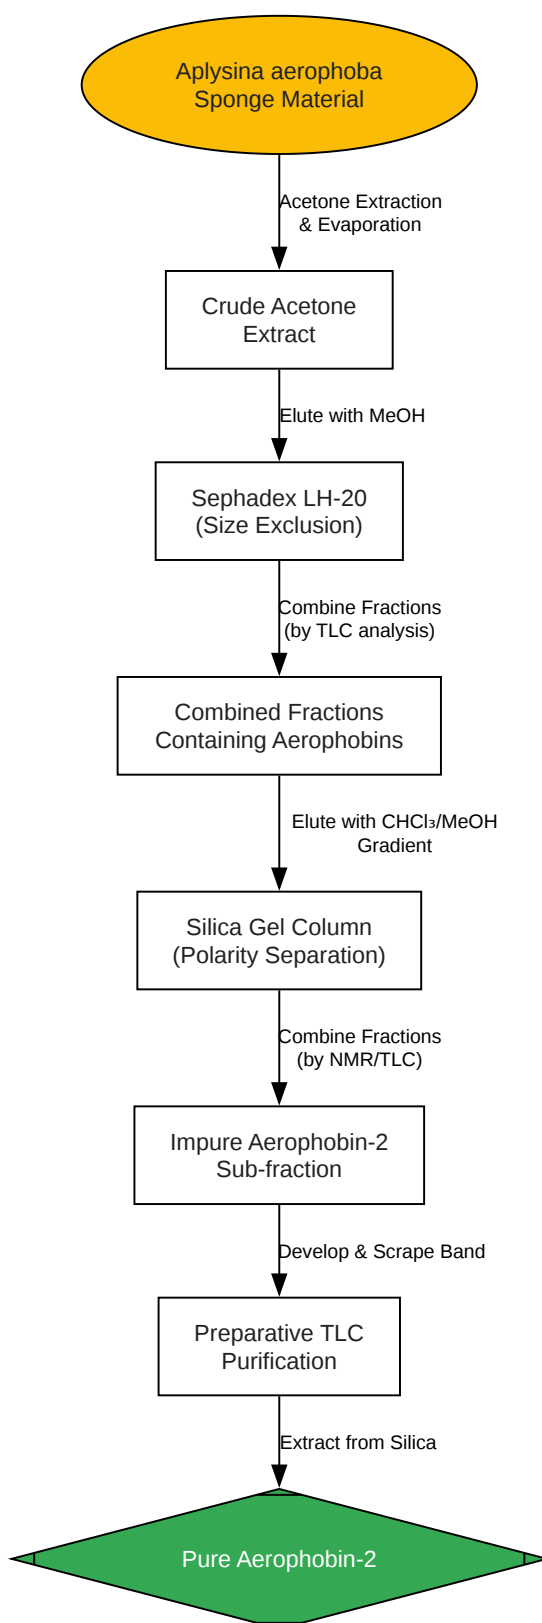 Aplysina aerophoba
Sponge Material
Acetone Extraction
& Evaporation
Crude Acetone
Extract
Elute with MeOH
Sephadex LH-20
(Size Exclusion)
Combine Fractions
(by TLC analysis)
Combined Fractions
Containing Aerophobins
Elute with CHCl₃/MeOH
Gradient
Silica Gel Column
(Polarity Separation)
Combine Fractions
(by NMR/TLC)
Impure Aerophobin-2
Sub-fraction
Develop & Scrape Band
Preparative TLC
Purification
Extract from Silica
Pure Aerophobin-2